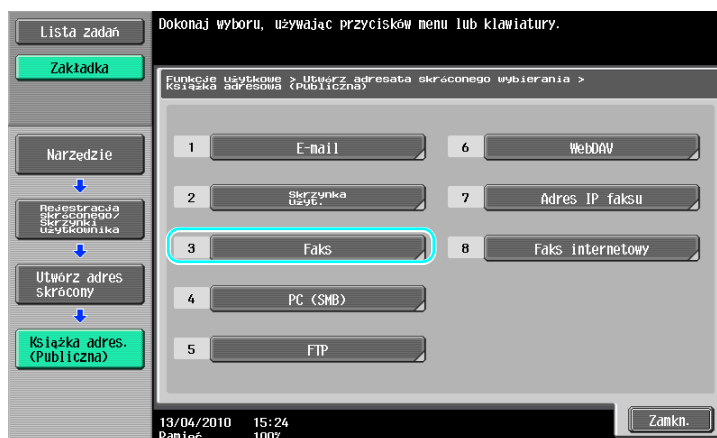 Lista zadań
Dokonaj wyboru, używając przycisków menu lub klawiatury.
Zakładka
Funkcje użytkowe > Utwórz adresata skróconego wybierania >
Książka adresowa (Publiczna)
Narzędzie
Rejestracja
skróconego/
Skrzynki
użytkownika
Utwórz adres
skrócony
Książka adres.
(Publiczna)
1 E-mail
2 Skrzynka
Użyt.
3 Faks
4 PC (SMB)
5 FTP
6 WebDAV
7 Adres IP faksu
8 Faks internetowy
13/04/2010 15:24
Pamięć 100%
Zamkn.